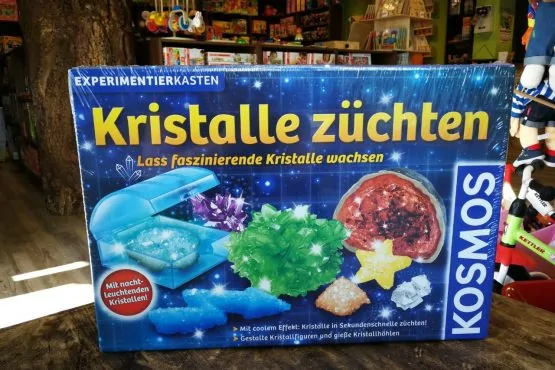 EXPERIMENTIERKASTEN
Kristalle züchten
Lass faszinierende Kristalle wachsen
Mit nacht-
leuchtenden
Kristallen!
Mit coolem Effekt: Kristalle in Sekundenschnelle züchten!
Gestalte Kristallfiguren und gieße Kristallhöhlen
KOSMOS
KETTLER